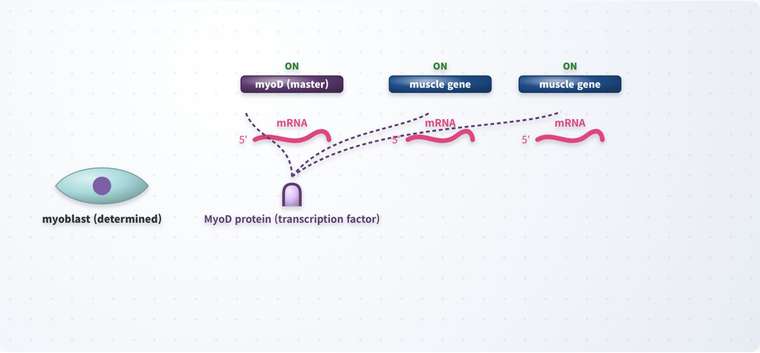 ON
ON
ON
myoD (master)
muscle gene
muscle gene
mRNA
mRNA
mRNA
5'
5'
5'
myoblast (determined)
MyoD protein (transcription factor)